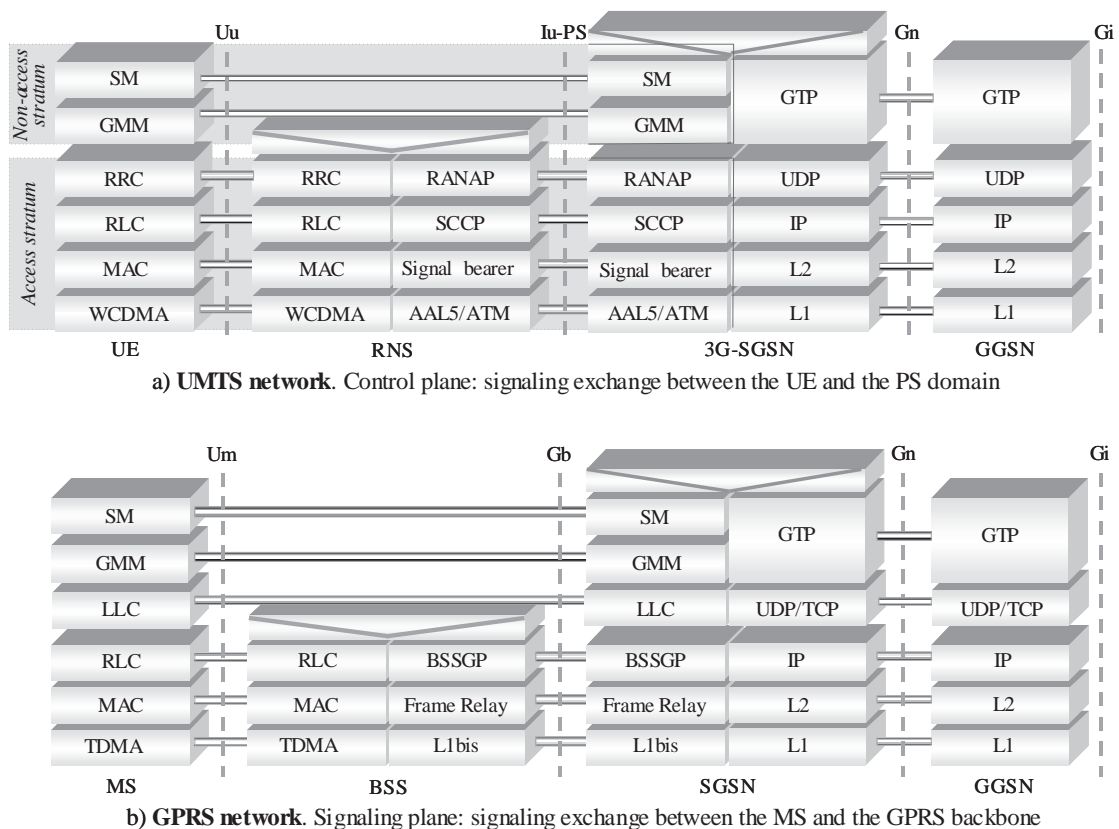 Uu Iu-PS Gn Gi
Non-access stratum
SM SM GTP GTP
GMM GMM
Access stratum
RRC RRC RANAP RANAP UDP UDP
RLC RLC SCCP SCCP IP IP
MAC MAC Signal bearer Signal bearer L2 L2
WCDMA WCDMA AAL5/ATM AAL5/ATM L1 L1
UE RNS 3G-SGSN GGSN
a) UMTS network. Control plane: signaling exchange between the UE and the PS domain
Um Gb Gn Gi
SM SM GTP GTP
GMM GMM
LLC LLC UDP/TCP UDP/TCP
RLC RLC BSSGP BSSGP IP IP
MAC MAC Frame Relay Frame Relay L2 L2
TDMA TDMA L1bis L1bis L1 L1
MS BSS SGSN GGSN
b) GPRS network. Signaling plane: signaling exchange between the MS and the GPRS backbone